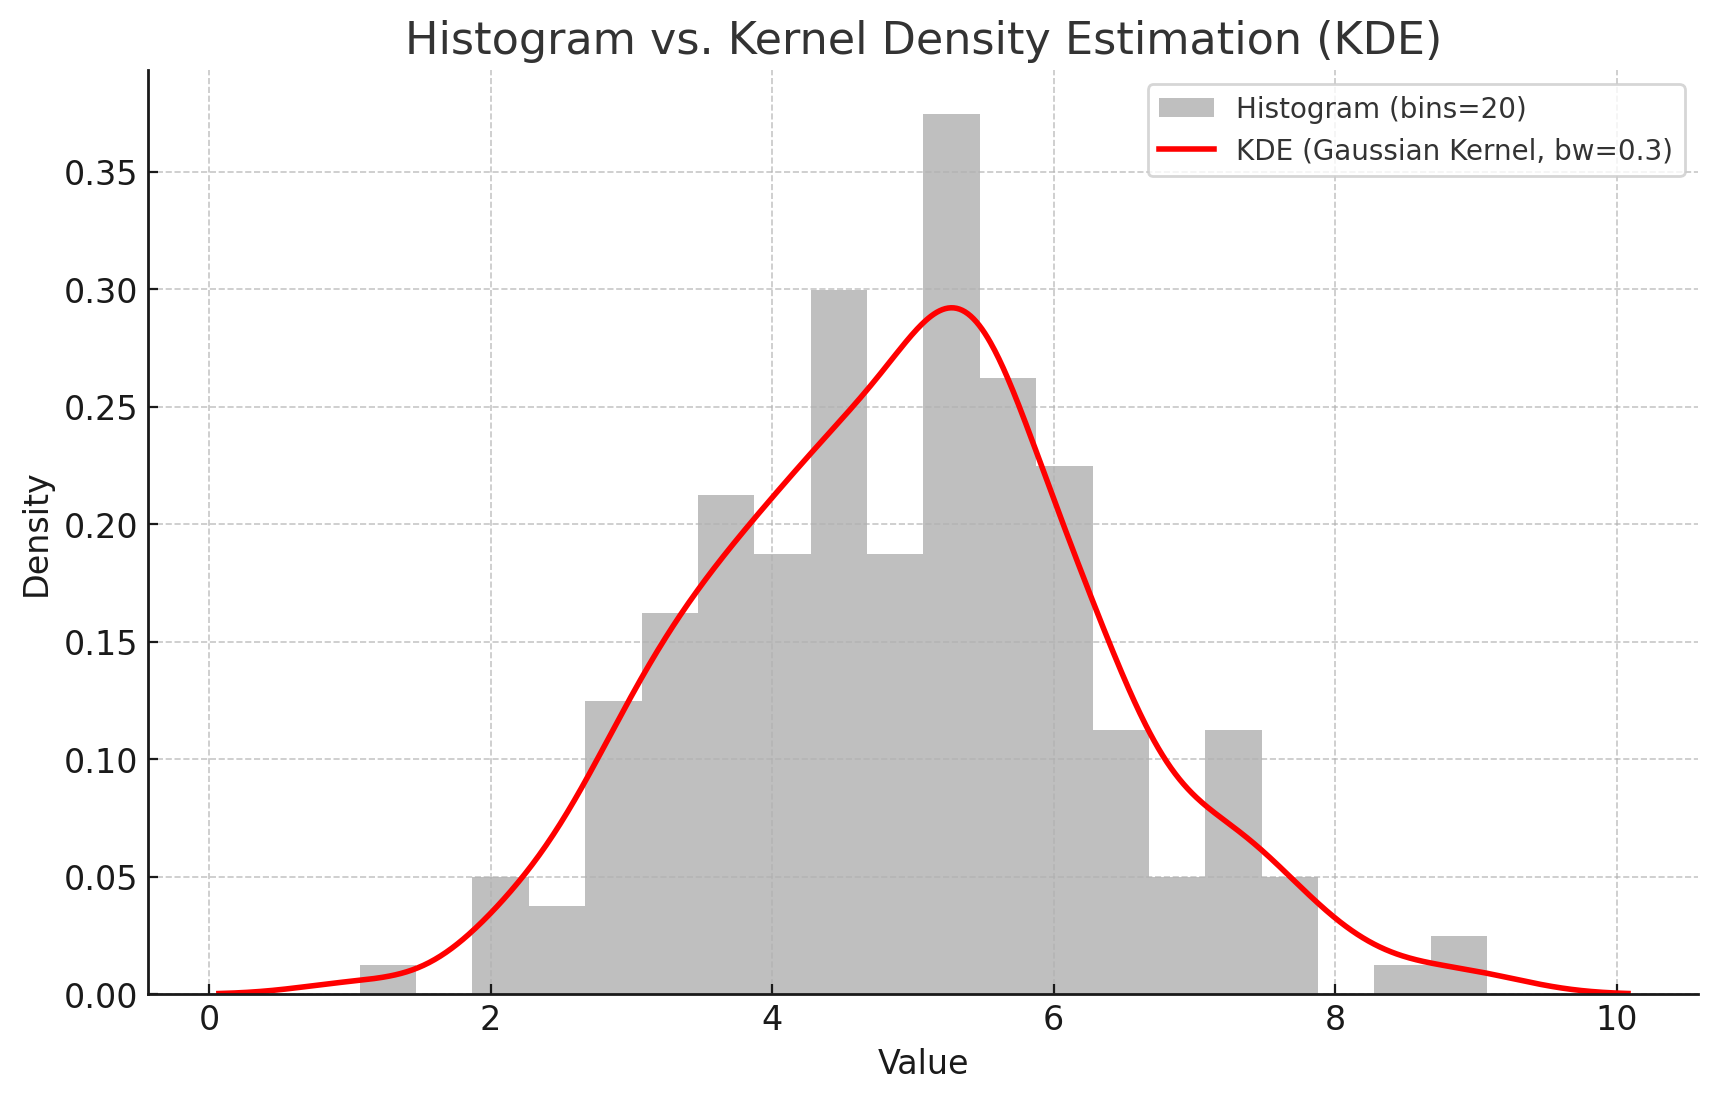 Histogram vs. Kernel Density Estimation (KDE)
Histogram (bins=20)
KDE (Gaussian Kernel, bw=0.3)
Density
0.35
0.30
0.25
0.20
0.15
0.10
0.05
0.00
0 2 4 6 8 10
Value